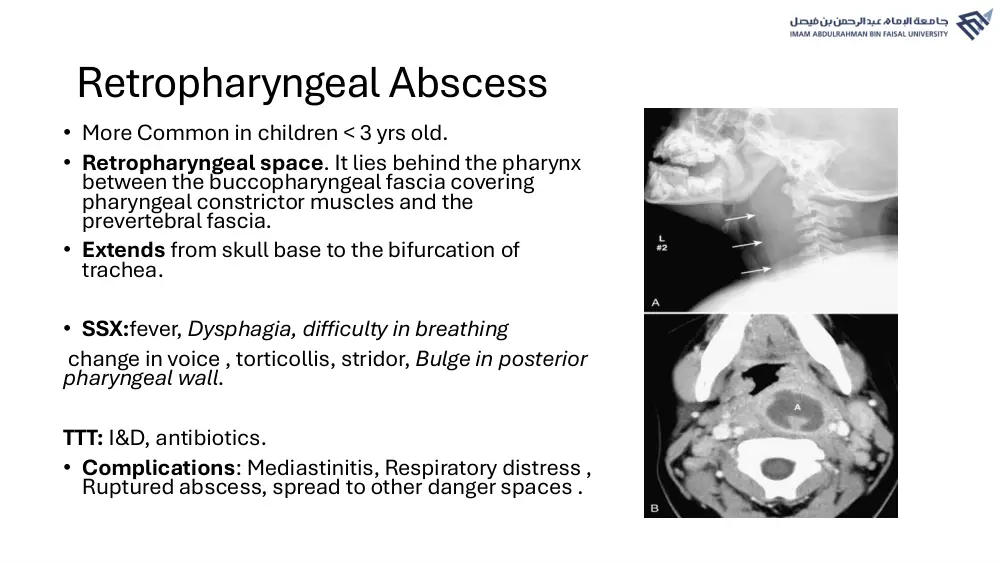 جامعة الإمام عبد الرحمن بن فيصل
IMAM ABDULRAHMAN BIN FAISAL UNIVERSITY
Retropharyngeal Abscess
• More Common in children < 3 yrs old.
• Retropharyngeal space. It lies behind the pharynx
between the buccopharyngeal fascia covering
pharyngeal constrictor muscles and the
prevertebral fascia.
• Extends from skull base to the bifurcation of
trachea.
• SSX:fever, Dysphagia, difficulty in breathing
change in voice , torticollis, stridor, Bulge in posterior
pharyngeal wall.
TTT: I&D, antibiotics.
• Complications: Mediastinitis, Respiratory distress ,
Ruptured abscess, spread to other danger spaces .
L
#2
A
A
B